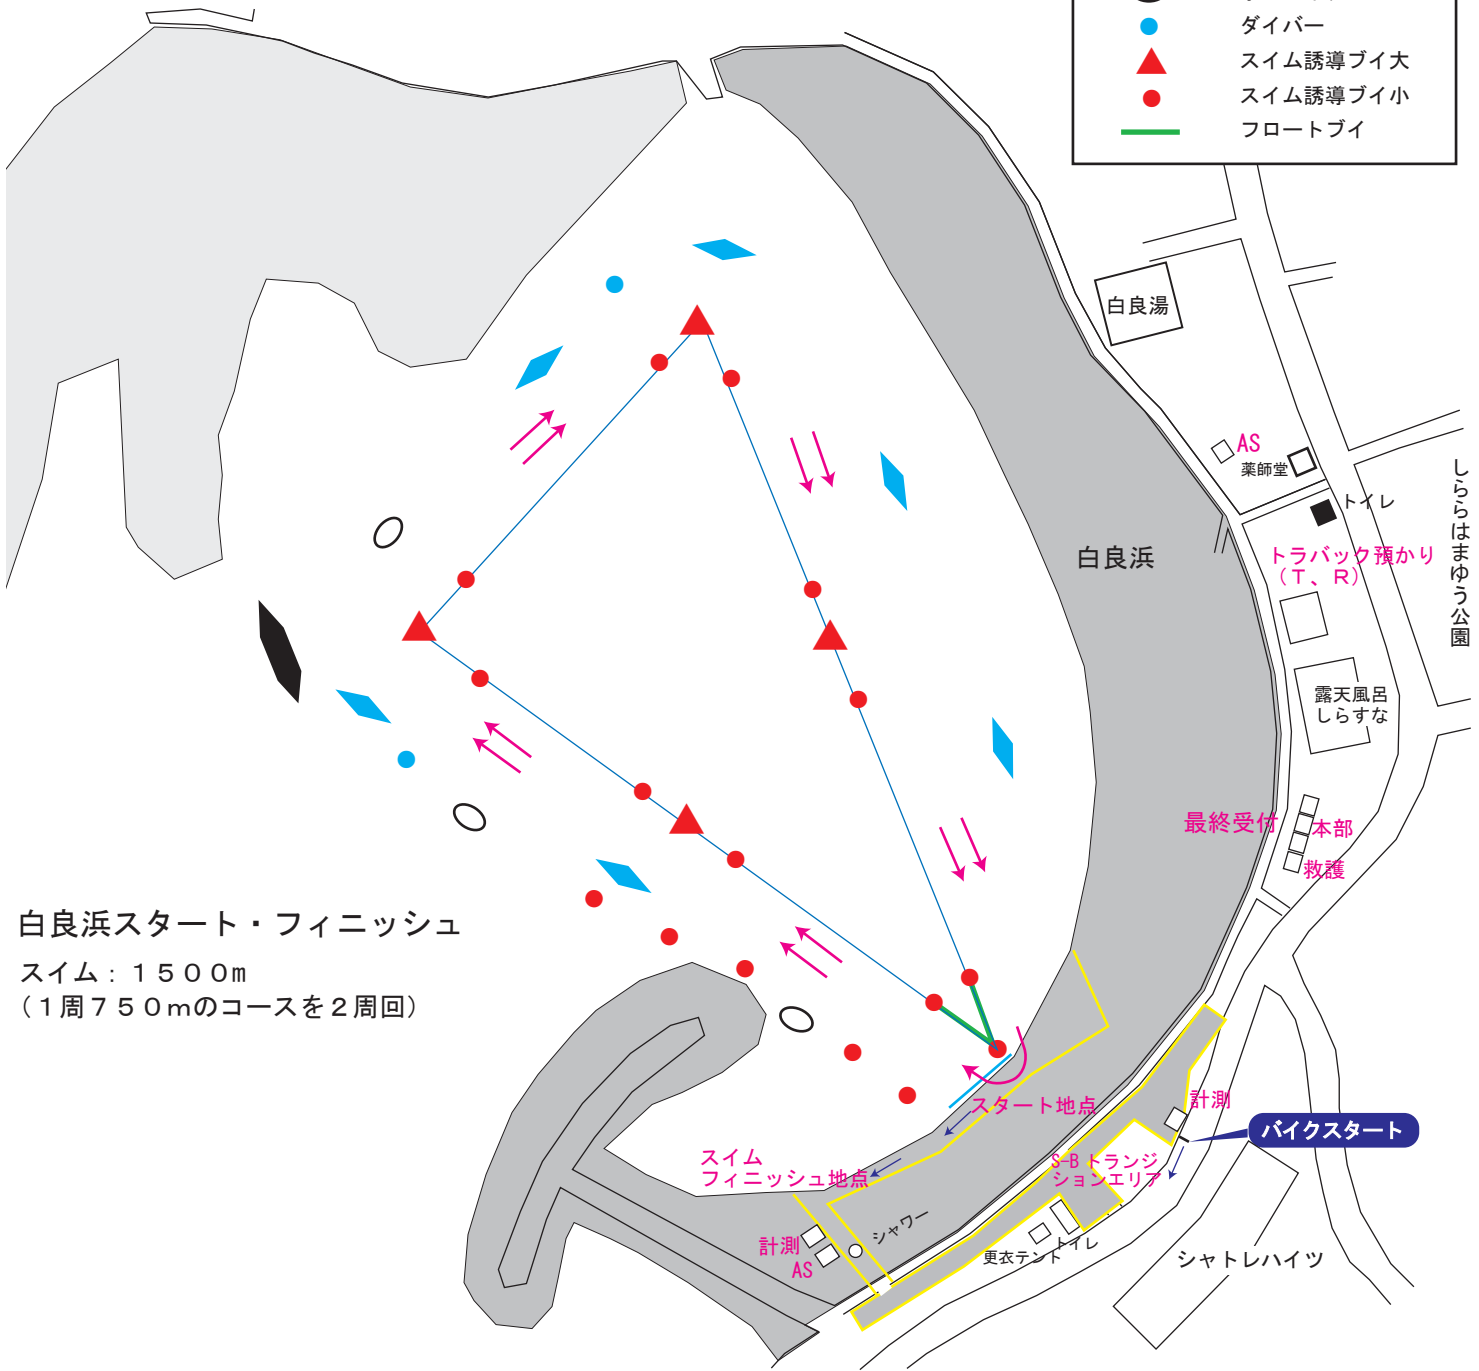 ダイバー
スイム誘導ブイ大
スイム誘導ブイ小
フロートブイ
白良湯
AS
薬師堂
トイレ
しららはまゆう公園
白良浜
トラバック預かり
（T、R）
露天風呂
しらすな
最終受付
本部
救護
白良浜スタート・フィニッシュ
スイム：１５００m
（１周７５０mのコースを２周回）
スタート地点
計測
バイクスタート
スイム
フィニッシュ地点
S-B トランジ
ションエリア
シャワー
計測
AS
更衣テント
トイレ
シャトレハイツ